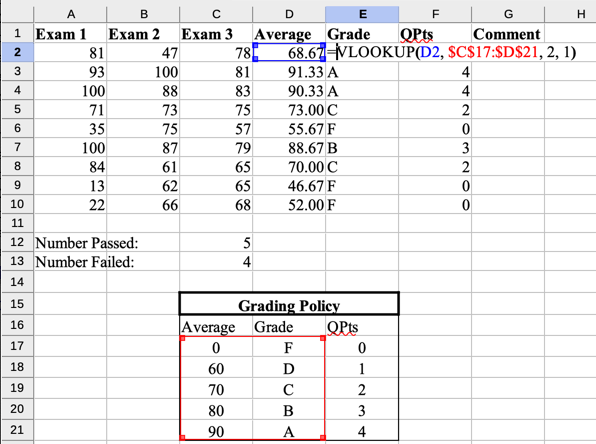 A B C D E F G H
1 Exam 1 Exam 2 Exam 3 Average Grade QPts Comment
2 81 47 78 68.67 =VLOOKUP(D2, $C$17:$D$21, 2, 1)
3 93 100 81 91.33 A 4
4 100 88 83 90.33 A 4
5 71 73 75 73.00 C 2
6 35 75 57 55.67 F 0
7 100 87 79 88.67 B 3
8 84 61 65 70.00 C 2
9 13 62 65 46.67 F 0
10 22 66 68 52.00 F 0
11
12 Number Passed: 5
13 Number Failed: 4
14
15 Grading Policy
16 Average Grade QPts
17 0 F 0
18 60 D 1
19 70 C 2
20 80 B 3
21 90 A 4